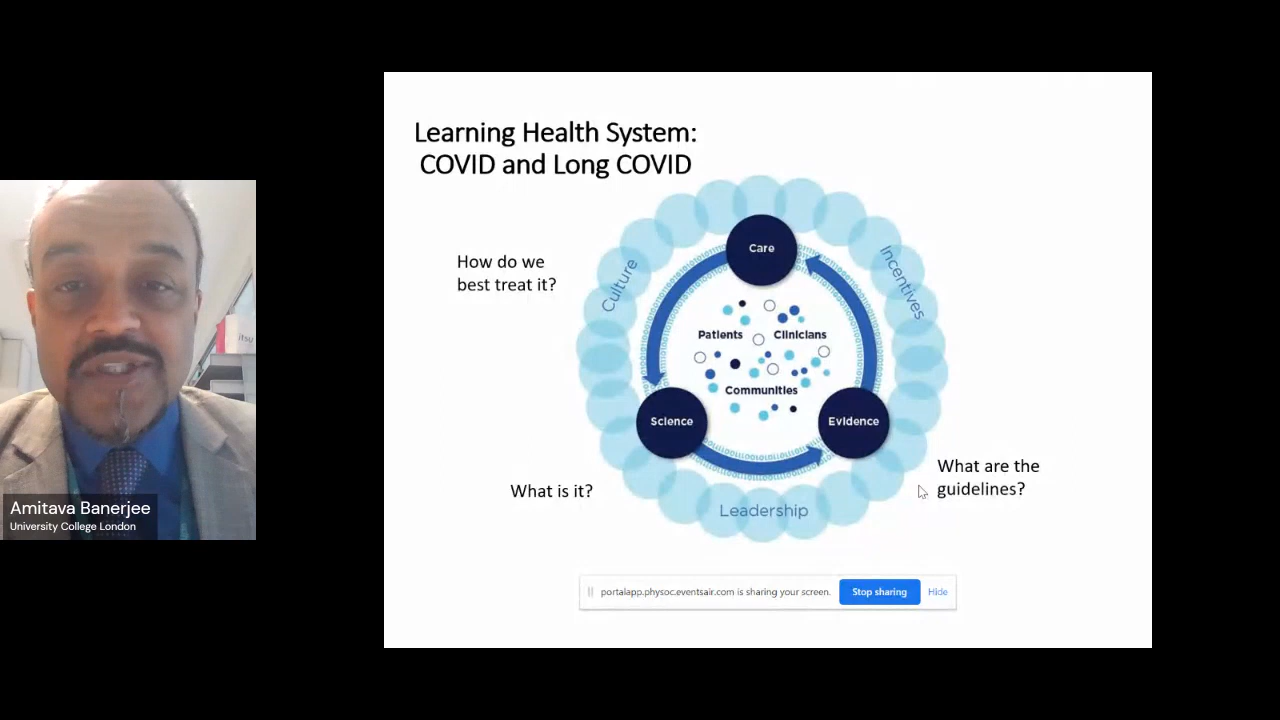 Learning Health System:
COVID and Long COVID
Care
How do we
best treat it?
Culture
Incentives
Patients
Clinicians
Communities
Science
Evidence
What is it?
What are the
guidelines?
Leadership
itsu
Amitava Banerjee
University College London
portalapp.physoc.eventsair.com is sharing your screen.
Stop sharing
Hide